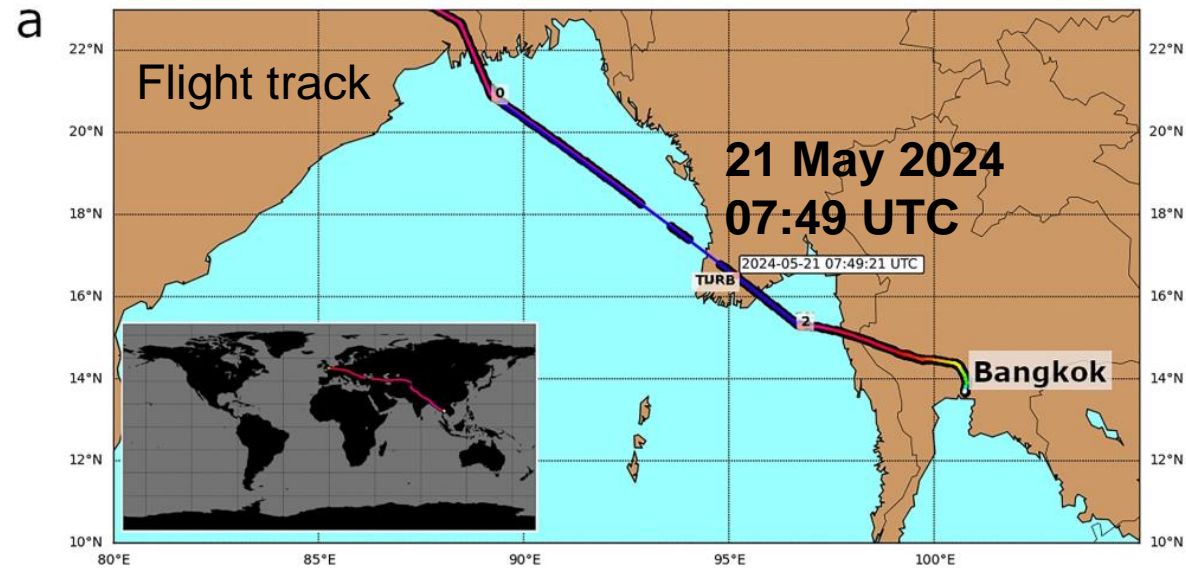 a
22°N
22°N
Flight track
0
20°N
20°N
21 May 2024
07:49 UTC
18°N
18°N
2024-05-21 07:49:21 UTC
TURB
16°N
16°N
2
Bangkok
14°N
14°N
12°N
12°N
10°N
10°N
80°E
85°E
90°E
95°E
100°E